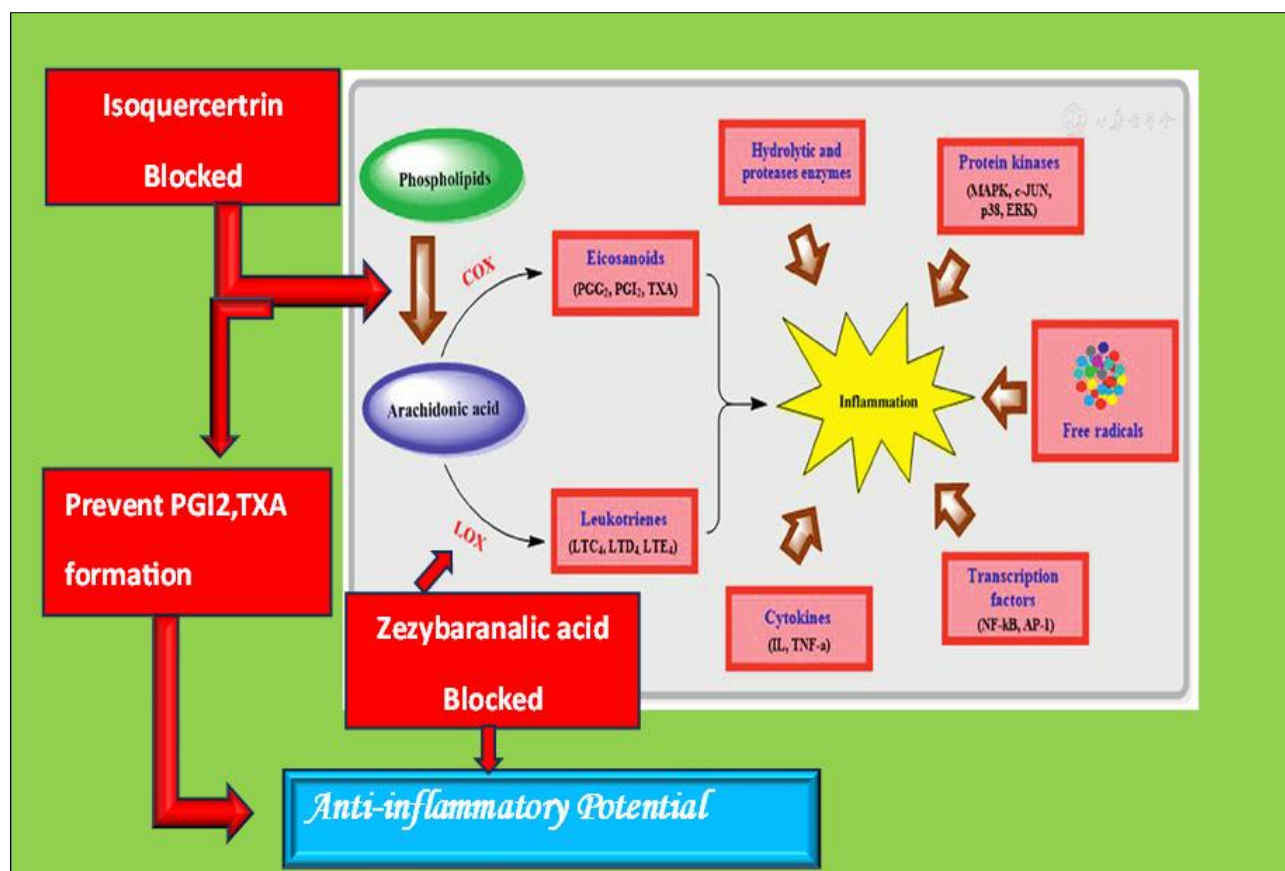 Isoquercertrin
Blocked
Phospholipids
COX
Arachidonic acid
LOX
Eicosanoids
(PGG₂, PGI₂, TXA)
Leukotrienes
(LTC₄, LTD₄, LTE₄)
Hydrolytic and
proteases enzymes
Protein kinases
(MAPK, c-JUN,
p38, ERK)
Inflammation
Free radicals
Cytokines
(IL, TNF-a)
Transcription
factors
(NF-kB, AP-1)
Prevent PGI2,TXA
formation
Zezybaranalic acid
Blocked
Anti-inflammatory Potential